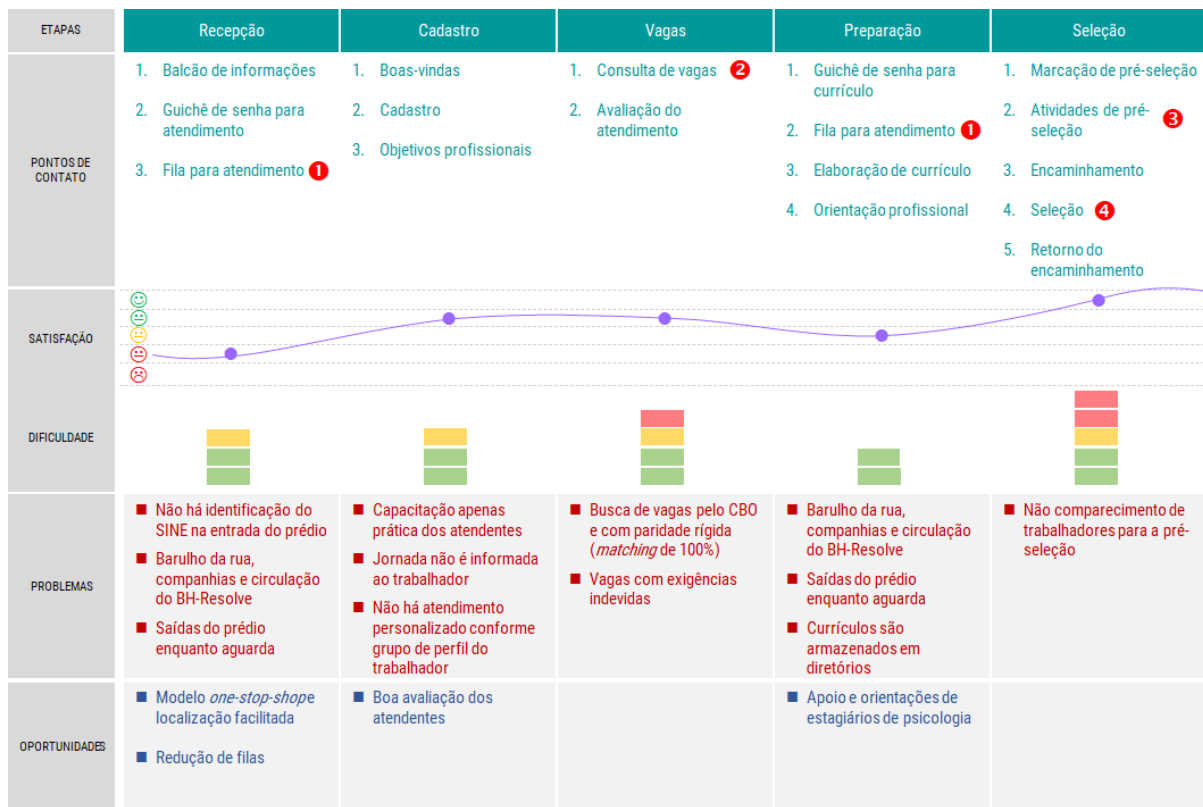 ETAPAS
Recepção
Cadastro
Vagas
Preparação
Seleção
PONTOS DE
CONTATO
1. Balcão de informações
2. Guichê de senha para
atendimento
3. Fila para atendimento 1
1. Boas-vindas
2. Cadastro
3. Objetivos profissionais
1. Consulta de vagas 2
2. Avaliação do
atendimento
1. Guichê de senha para
currículo
2. Fila para atendimento 1
3. Elaboração de currículo
4. Orientação profissional
1. Marcação de pré-seleção
2. Atividades de pré-
seleção 3
3. Encaminhamento
4. Seleção 4
5. Retorno do
encaminhamento
SATISFAÇÃO
DIFICULDADE
PROBLEMAS
■ Não há identificação do
SINE na entrada do prédio
■ Barulho da rua,
companhias e circulação
do BH-Resolve
■ Saídas do prédio
enquanto aguarda
■ Capacitação apenas
prática dos atendentes
■ Jornada não é informada
ao trabalhador
■ Não há atendimento
personalizado conforme
grupo de perfil do
trabalhador
■ Busca de vagas pelo CBO
e com paridade rígida
(matching de 100%)
■ Vagas com exigências
indevidas
■ Barulho da rua,
companhias e circulação
do BH-Resolve
■ Saídas do prédio
enquanto aguarda
■ Currículos são
armazenados em
diretórios
■ Não comparecimento de
trabalhadores para a pré-
seleção
OPORTUNIDADES
■ Modelo one-stop-shope
localização facilitada
■ Redução de filas
■ Boa avaliação dos
atendentes
■ Apoio e orientações de
estagiários de psicologia